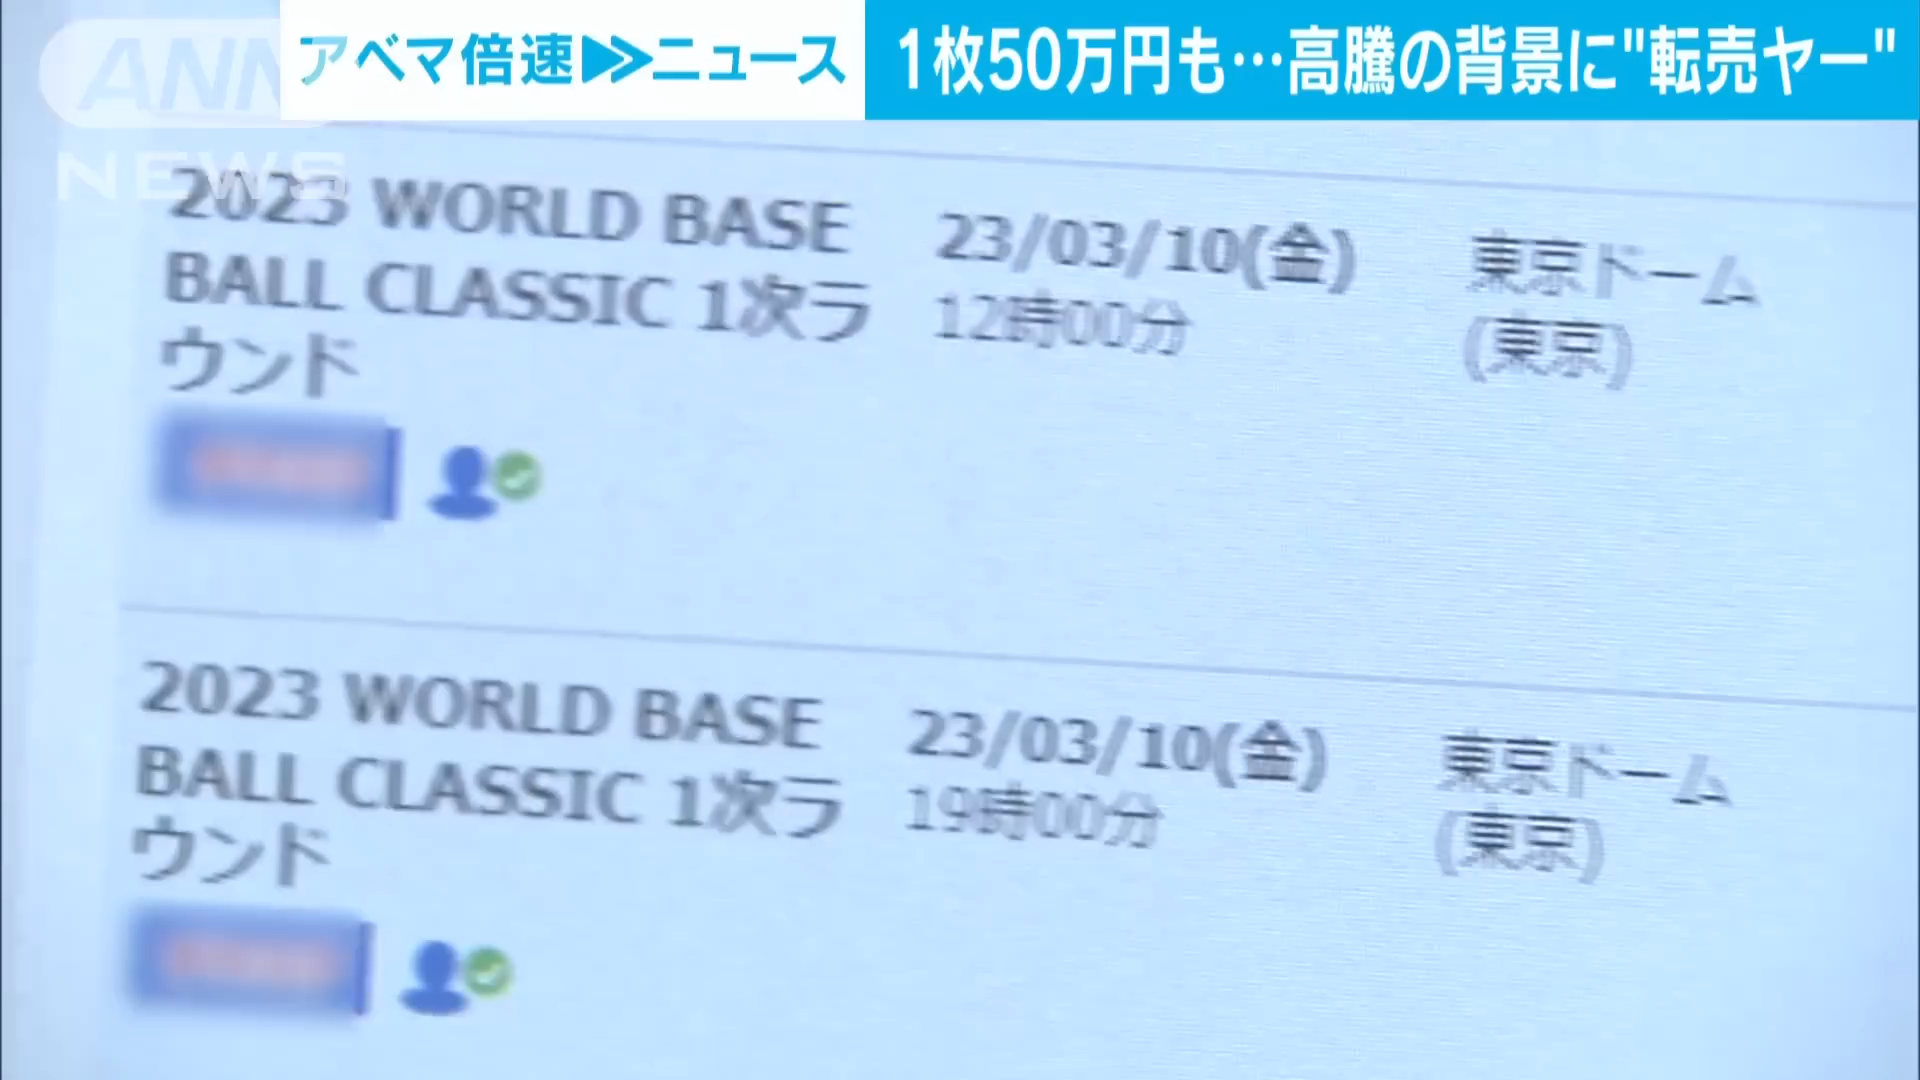 ANN
NEWS
アベマ倍速≫ニュース
1枚50万円も…高騰の背景に"転売ヤー"
2023 WORLD BASE
BALL CLASSIC 1次ラ
ウンド
23/03/10(金)
12時00分
東京ドーム
(東京)
2023 WORLD BASE
BALL CLASSIC 1次ラ
ウンド
23/03/10(金)
19時00分
東京ドーム
(東京)